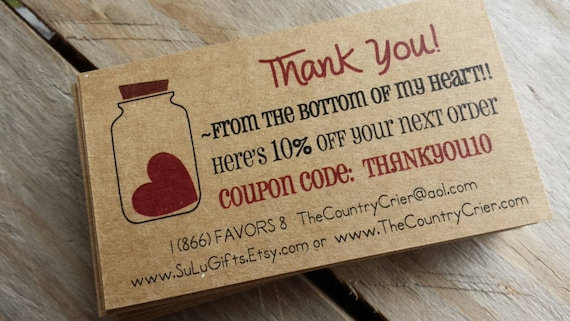 Thank You!
~From the bottom of my heart!!
Here's 10% OFF your next order
Coupon Code: THANKYOU10
1 (866) FAVORS 8 TheCountryCrier@aol.com
www.SuLuGifts.Etsy.com or www.TheCountryCrier.com